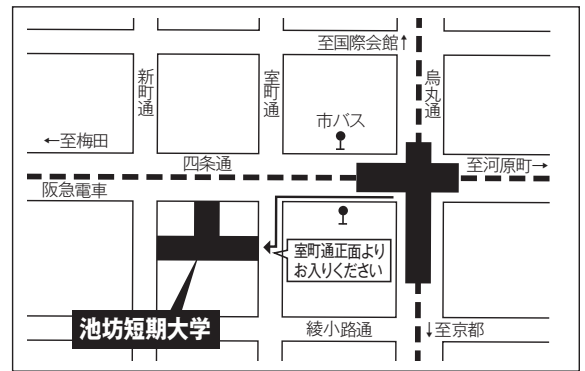 至国際会館↑
新町通
室町通
烏丸通
市バス
←至梅田
四条通
至河原町→
阪急電車
室町通正面より
お入りください
池坊短期大学
綾小路通
↓至京都